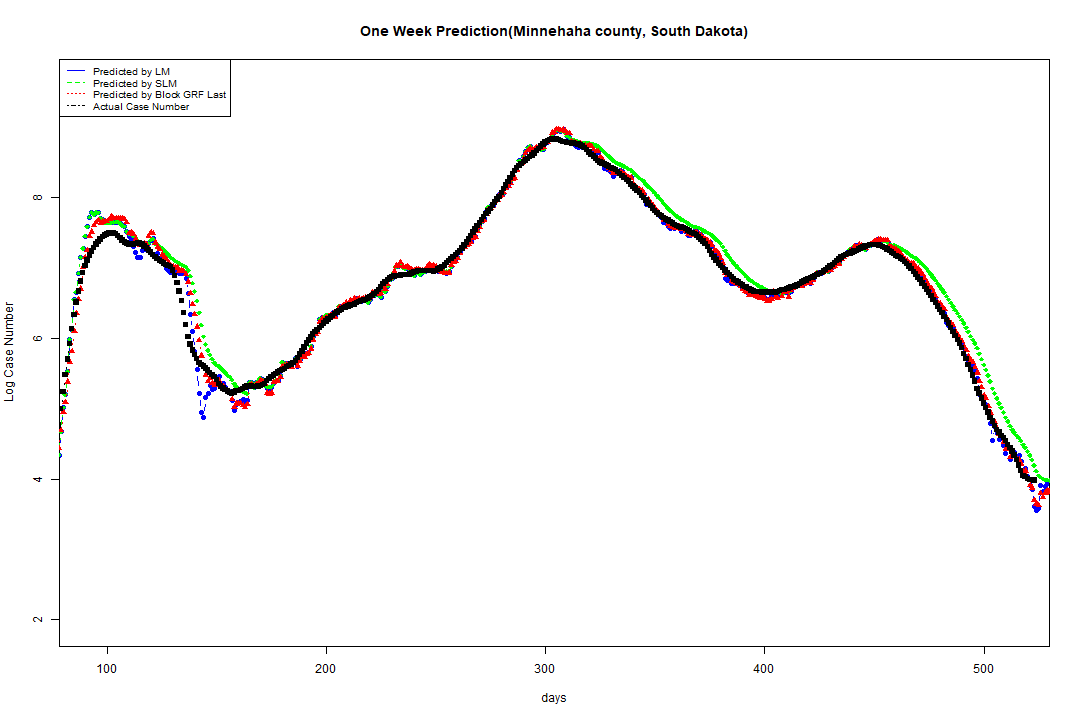 One Week Prediction(Minnehaha county, South Dakota)
Predicted by LM
Predicted by SLM
Predicted by Block GRF Last
Actual Case Number
Log Case Number
8
6
4
2
100 200 300 400 500
days